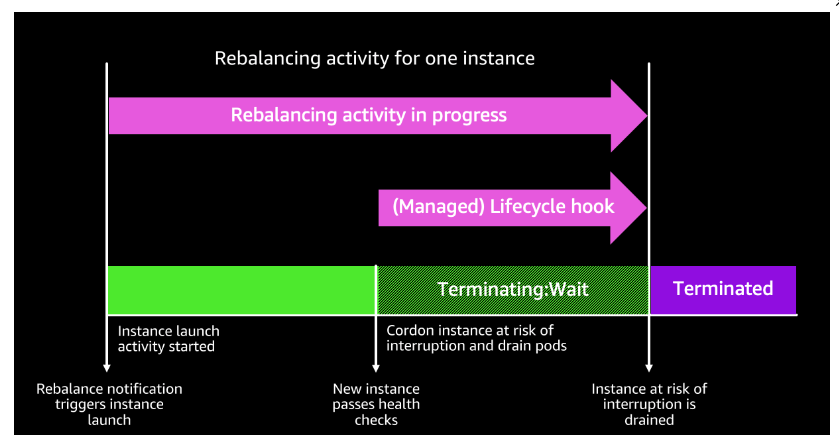 Rebalancing activity for one instance
Rebalancing activity in progress
(Managed) Lifecycle hook
Terminating:Wait
Terminated
Instance launch
activity started
Cordon instance at risk of
interruption and drain pods
Rebalance notification
triggers instance
launch
New instance
passes health
checks
Instance at risk of
interruption is
drained